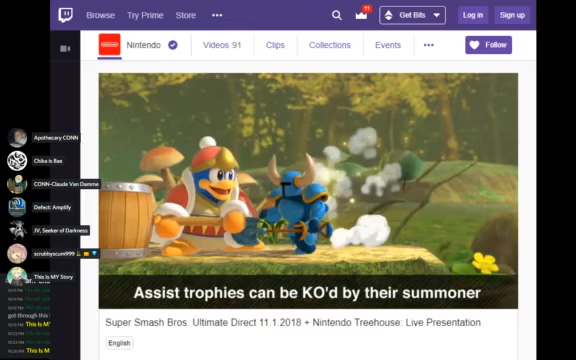 Browse Try Prime Store ••• 11 Get Bits Log in Sign up
Nintendo Nintendo Videos 91 Clips Collections Events ••• Follow
Apothecary CONN
Chika is Bae
CONN-Claude Van Damme
Defect: Amplify
JV, Seeker of Darkness
scrubbyscum999
This Is MY Story
got through this
This Is M
This Is M
Assist trophies can be KO'd by their summoner
Super Smash Bros. Ultimate Direct 11.1.2018 + Nintendo Treehouse: Live Presentation
English